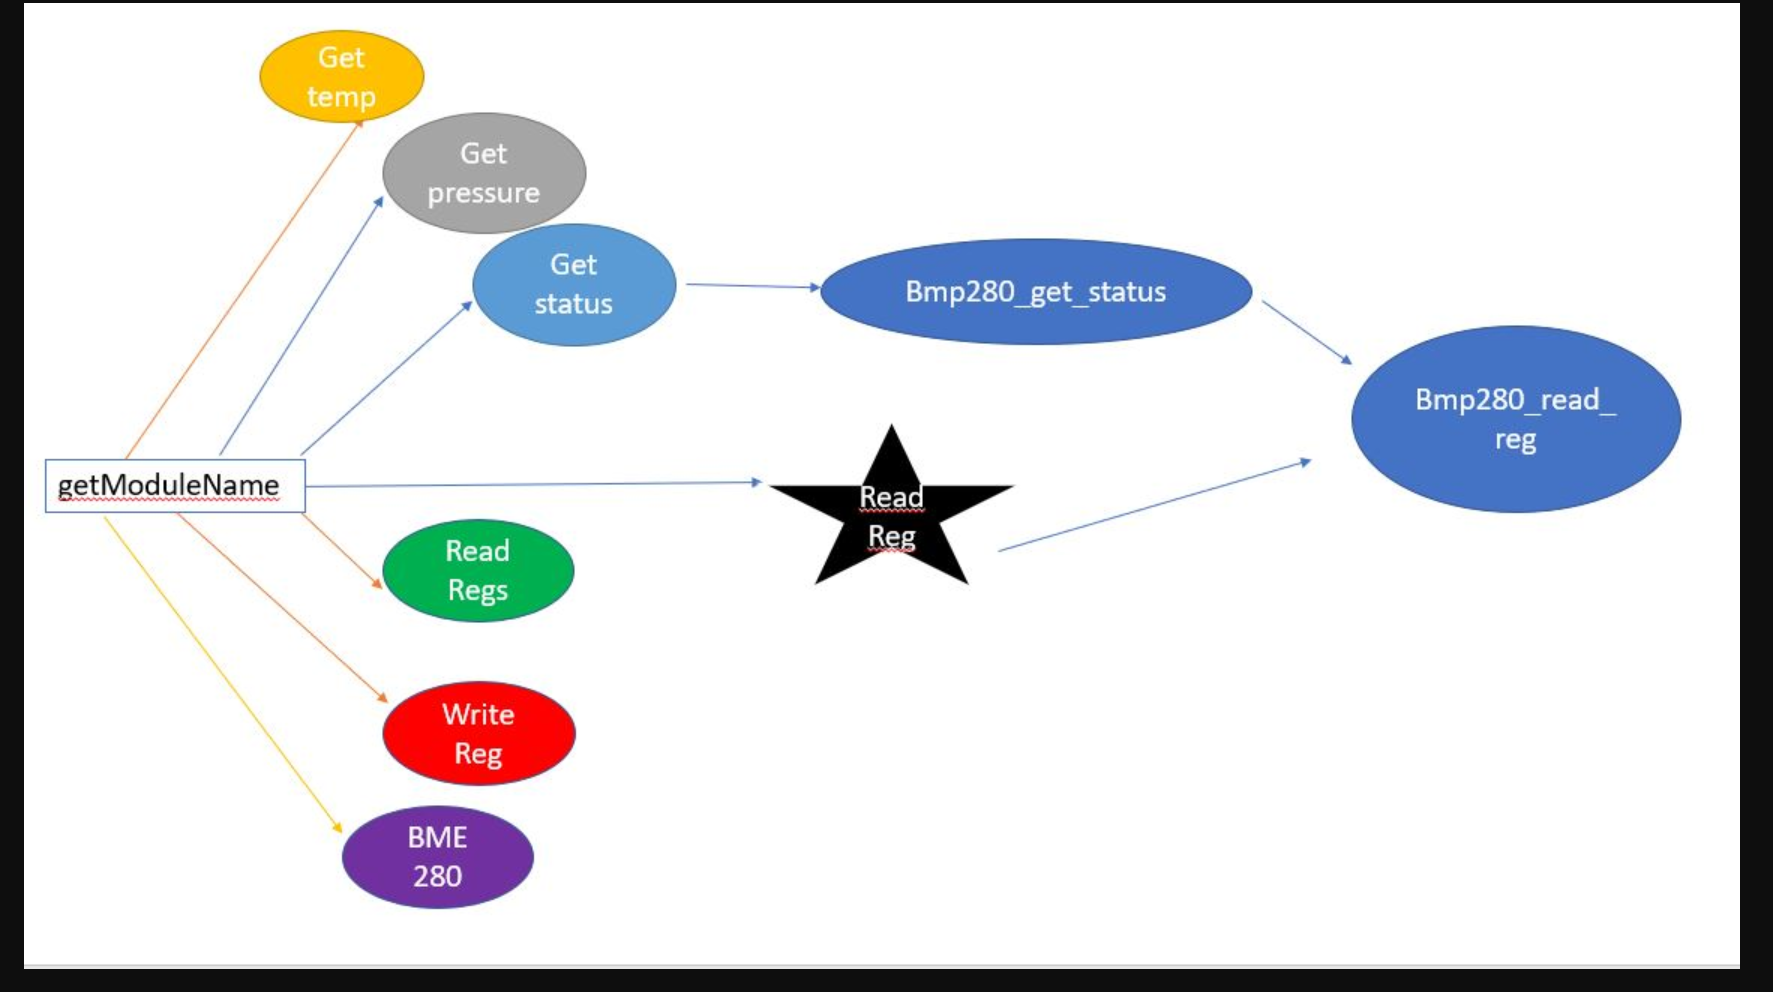 Get
temp
Get
pressure
Get
status
Bmp280_get_status
Bmp280_read_
reg
getModuleName
Read
Reg
Read
Regs
Write
Reg
BME
280